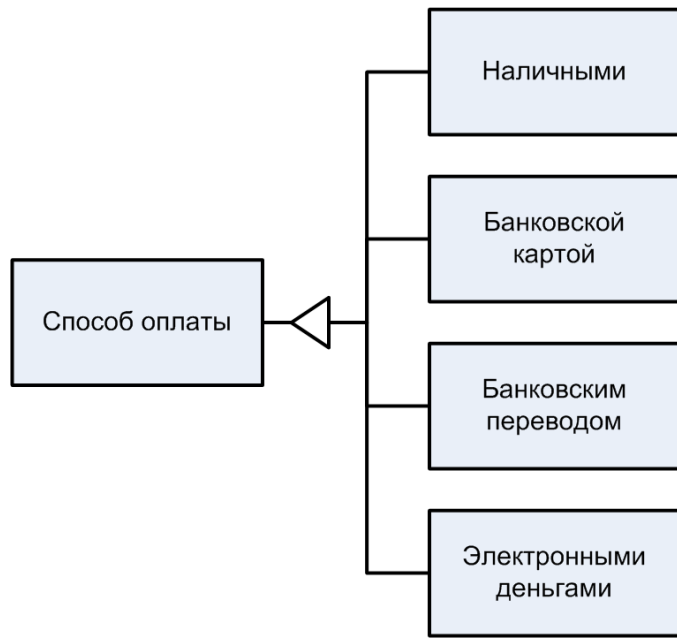 Наличными
Банковской
картой
Способ оплаты
Банковским
переводом
Электронными
деньгами